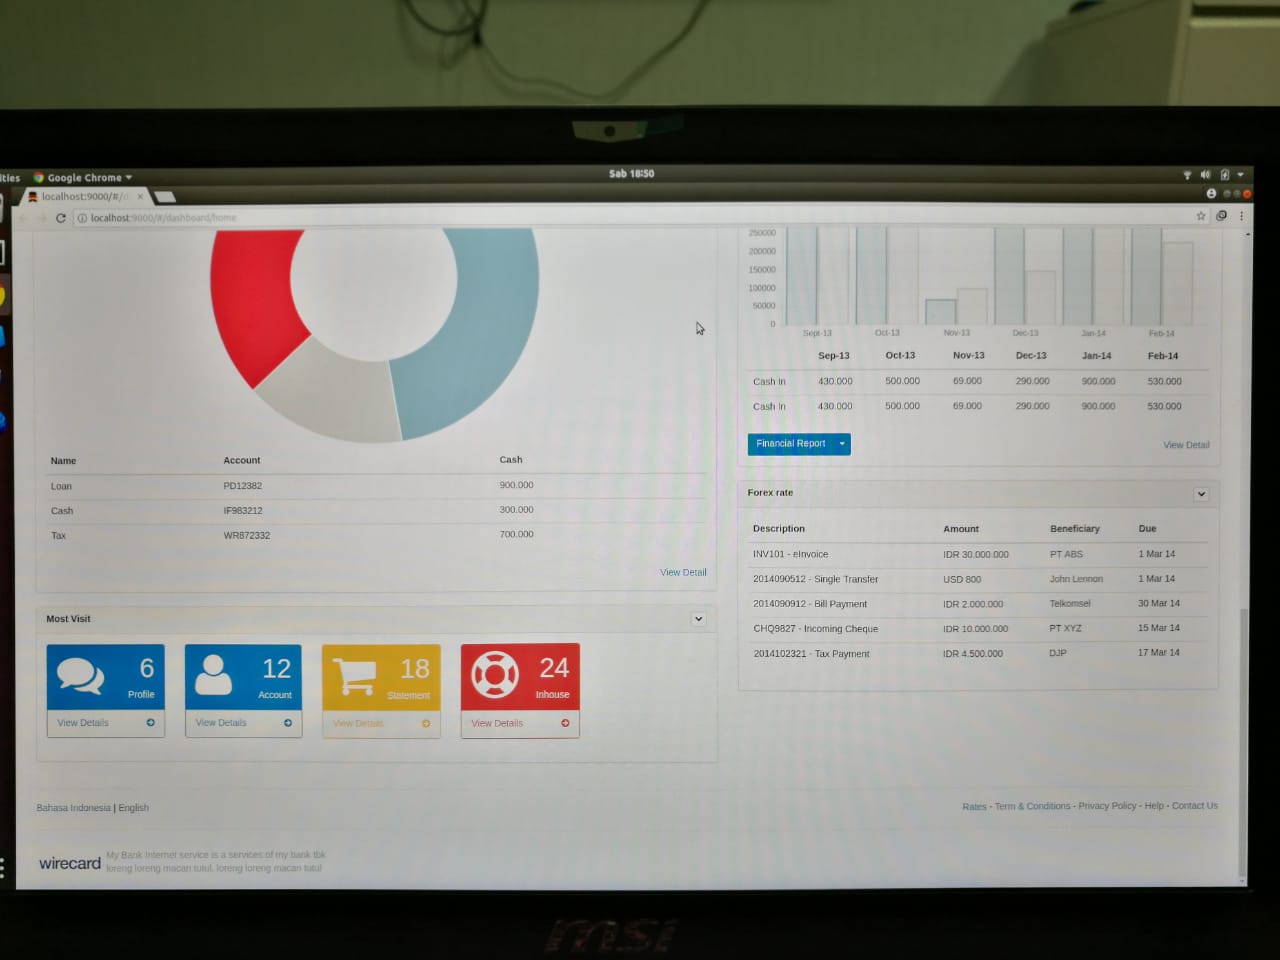 ities Google Chrome Sab 18:50
localhost:9000/#/d
localhost:9000/#/dashboard/home
250000
200000
150000
100000
50000
0
Sept-13 Oct-13 Nov-13 Dec-13 Jan-14 Feb-14
Sep-13 Oct-13 Nov-13 Dec-13 Jan-14 Feb-14
Cash In 430.000 500.000 69.000 290.000 900.000 530.000
Cash In 430.000 500.000 69.000 290.000 900.000 530.000
Financial Report View Detail
Name Account Cash
Loan PD12382 900.000
Cash IF983212 300.000
Tax WR872332 700.000
View Detail
Forex rate
Description Amount Beneficiary Due
INV101 - eInvoice IDR 30.000.000 PT ABS 1 Mar 14
2014090512 - Single Transfer USD 800 John Lennon 1 Mar 14
2014090912 - Bill Payment IDR 2.000.000 Telkomsel 30 Mar 14
CHQ9827 - Incoming Cheque IDR 10.000.000 PT XYZ 15 Mar 14
2014102321 - Tax Payment IDR 4.500.000 DJP 17 Mar 14
Most Visit
6 12 18 24
Profile Account Statement Inhouse
View Details View Details View Details View Details
Bahasa Indonesia | English Rates - Term & Conditions - Privacy Policy - Help - Contact Us
wirecard My Bank Internet service is a services of my bank tbk
loreng loreng macan tutul, loreng loreng macan tutul
msi